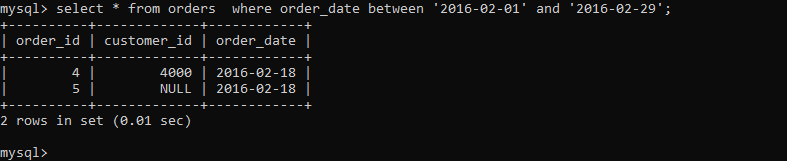 mysql> select * from orders  where order_date between '2016-02-01' and '2016-02-29';
+----------+-------------+------------+
| order_id | customer_id | order_date |
+----------+-------------+------------+
|        4 |        4000 | 2016-02-18 |
|        5 |        NULL | 2016-02-18 |
+----------+-------------+------------+
2 rows in set (0.01 sec)

mysql>